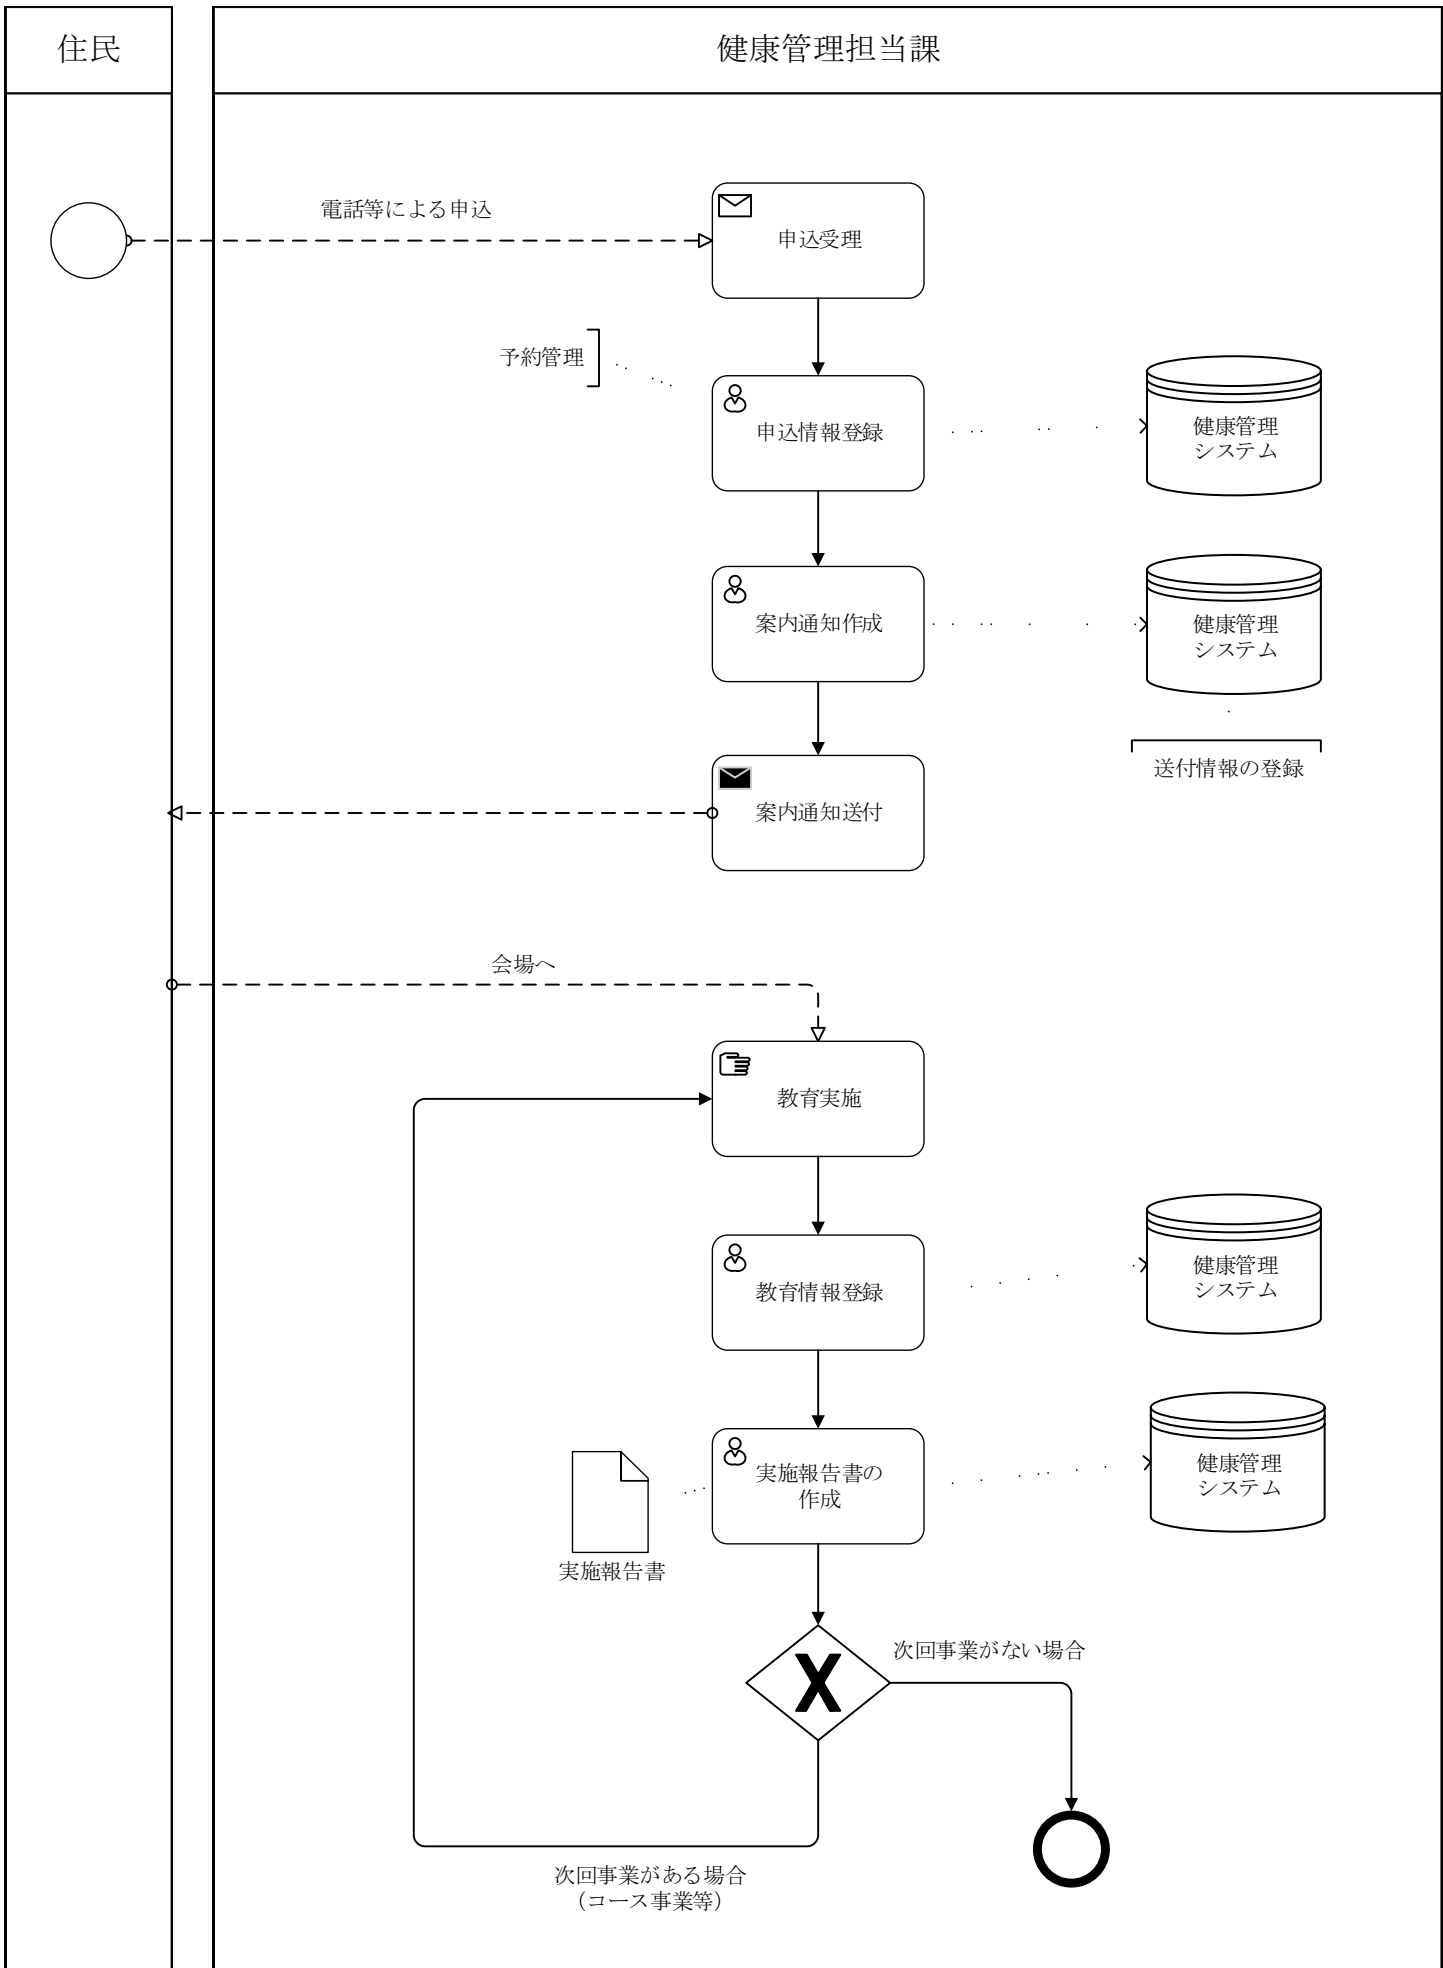 住民
健康管理担当課
電話等による申込
申込受理
予約管理
申込情報登録
健康管理
システム
案内通知作成
健康管理
システム
送付情報の登録
案内通知送付
会場へ
教育実施
教育情報登録
健康管理
システム
実施報告書の
作成
健康管理
システム
実施報告書
次回事業がない場合
X
次回事業がある場合
（コース事業等）